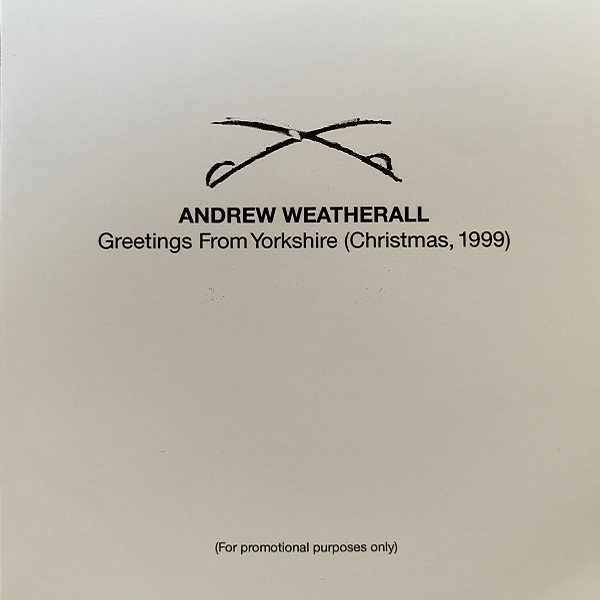 ANDREW WEATHERALL
Greetings From Yorkshire (Christmas, 1999)
(For promotional purposes only)